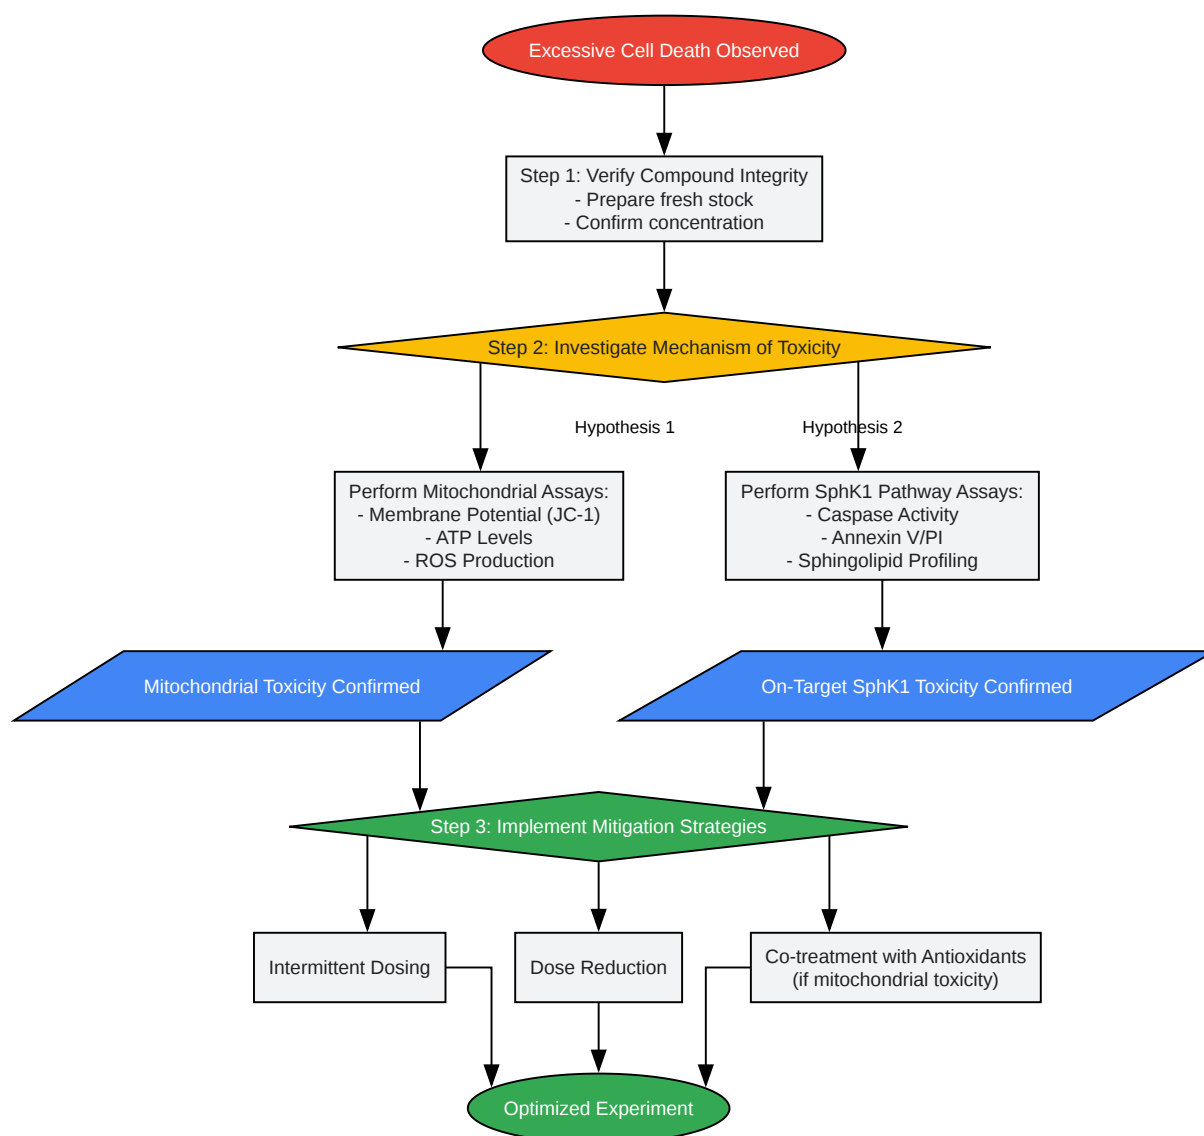 Excessive Cell Death Observed
Step 1: Verify Compound Integrity
- Prepare fresh stock
- Confirm concentration
Step 2: Investigate Mechanism of Toxicity
Hypothesis 1
Hypothesis 2
Perform Mitochondrial Assays:
- Membrane Potential (JC-1)
- ATP Levels
- ROS Production
Perform SphK1 Pathway Assays:
- Caspase Activity
- Annexin V/PI
- Sphingolipid Profiling
Mitochondrial Toxicity Confirmed
On-Target SphK1 Toxicity Confirmed
Step 3: Implement Mitigation Strategies
Intermittent Dosing
Dose Reduction
Co-treatment with Antioxidants
(if mitochondrial toxicity)
Optimized Experiment